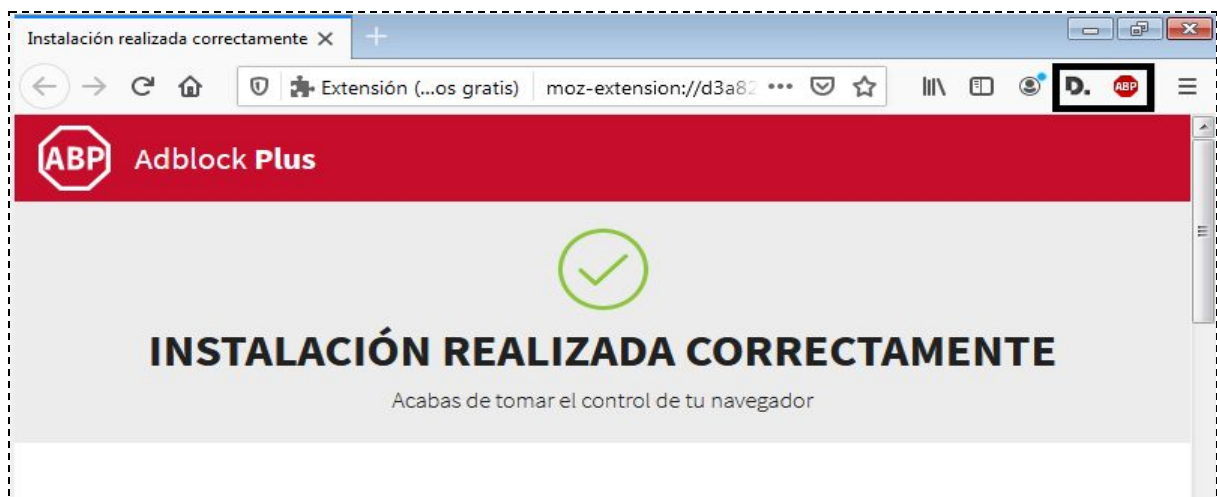 Instalación realizada correctamente
Extensión (...os gratis) moz-extension://d3a82
D. ABP
ABP Adblock Plus
INSTALACIÓN REALIZADA CORRECTAMENTE
Acabas de tomar el control de tu navegador